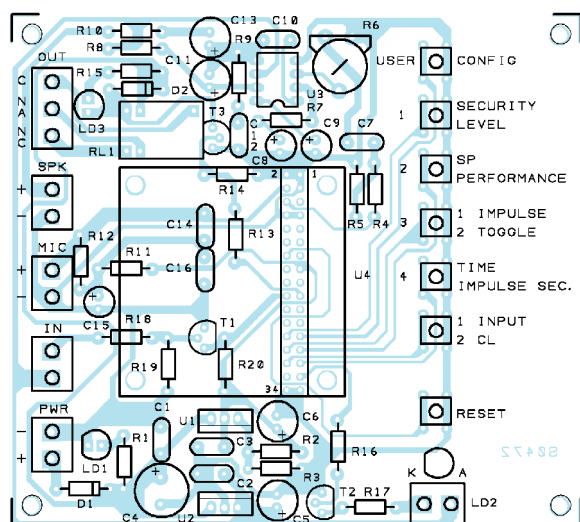 R10
C13
C10
R8
R9
R6
OUT
R15
C11
USER
CONFIG
C
D2
U3
NA
LD3
T3
R7
1
SECURITY
LEVEL
NC
C
1
2
C9
C7
RL1
C8
SPK
R14
2
1
2
SP
PERFORMANCE
+
-
R12
C14
R13
R5
R4
3
1 IMPULSE
2 TOGGLE
MIC
R11
+
C16
U4
4
TIME
IMPULSE SEC.
-
C15
R18
T1
IN
1 INPUT
2 CL
R19
R20
34
PWR
C1
U1
C6
RESET
-
R1
C3
R2
R16
S0472
+
LD1
R3
K
A
D1
C4
U2
C2
C5
T2
R17
LD2